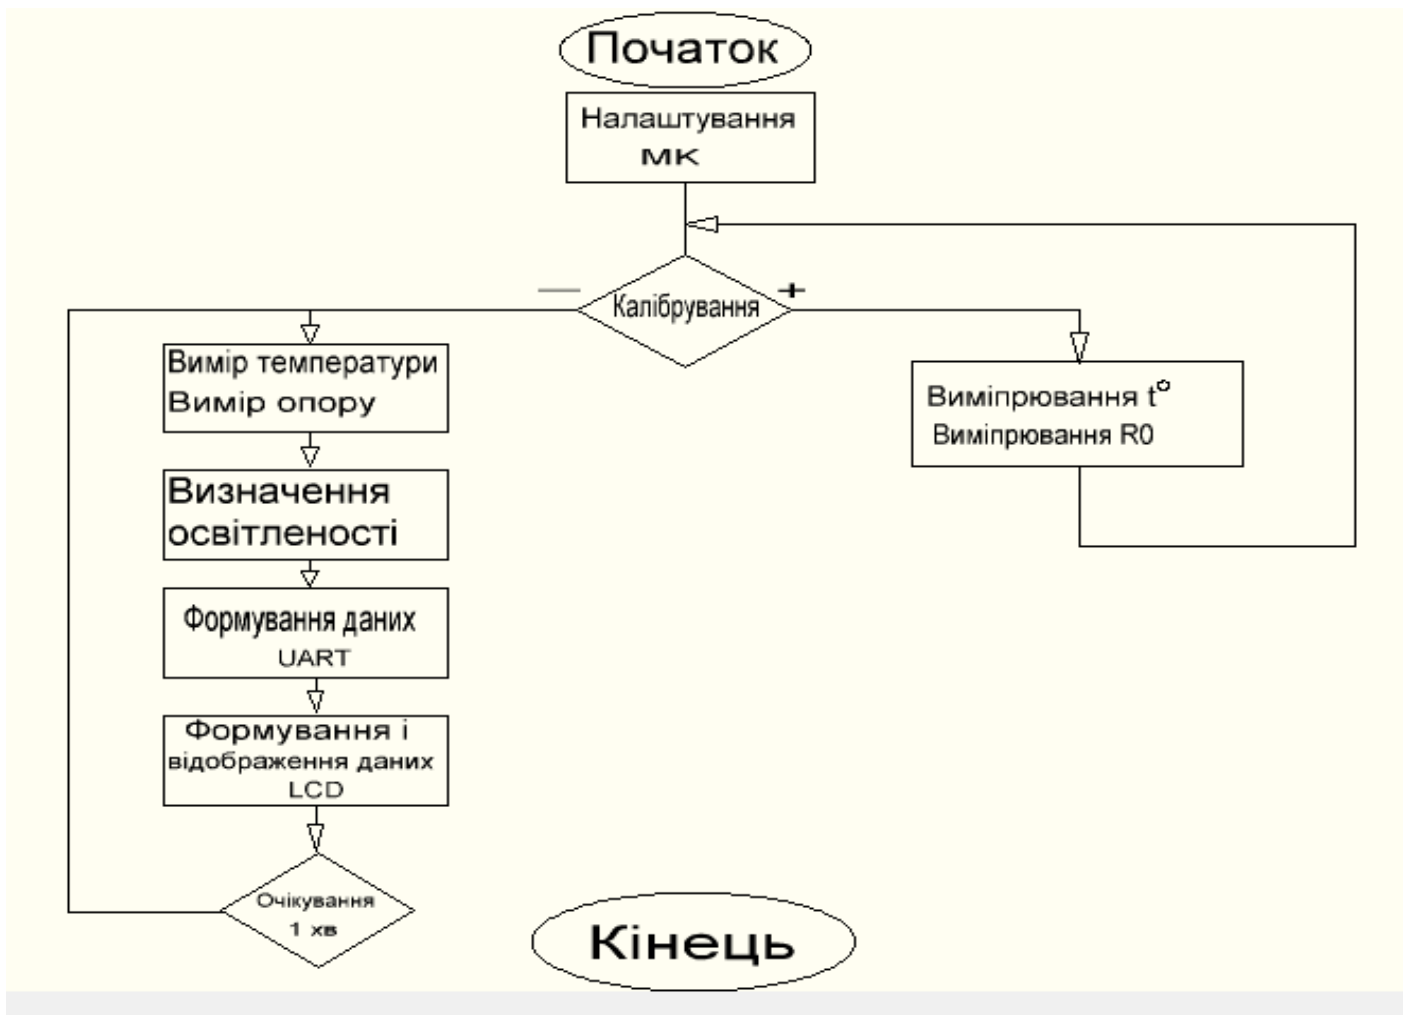 Початок
Налаштування
МК
— Калібрування +
Вимір температури
Вимір опору
Визначення
освітленості
Формування даних
UART
Формування і
відображення даних
LCD
Очікування
1 хв
Виміпрювання t°
Виміпрювання R0
Кінець